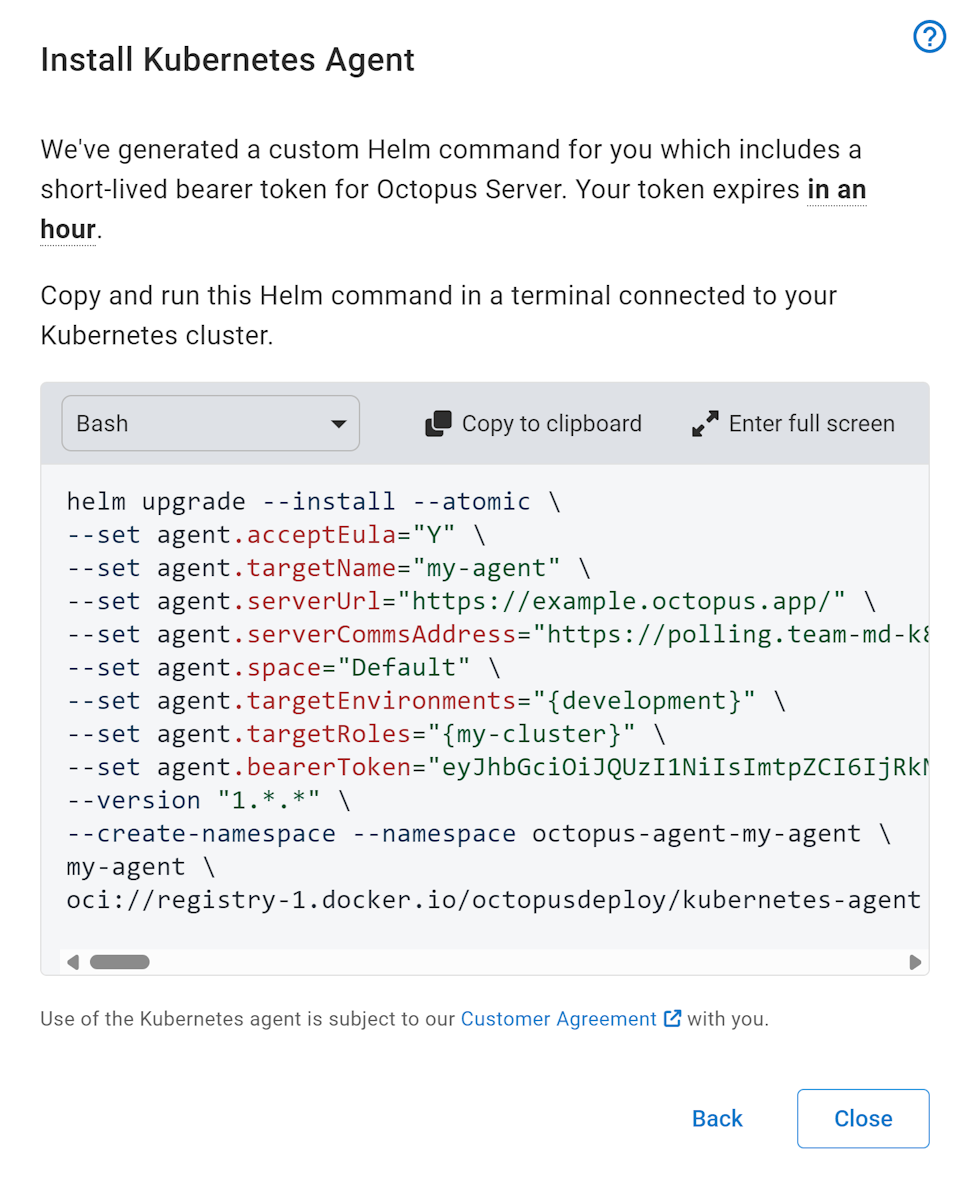 Install Kubernetes Agent
?
We've generated a custom Helm command for you which includes a
short-lived bearer token for Octopus Server. Your token expires in an
hour.
Copy and run this Helm command in a terminal connected to your
Kubernetes cluster.
Bash
Copy to clipboard
Enter full screen
helm upgrade --install --atomic \
--set agent.acceptEula="Y" \
--set agent.targetName="my-agent" \
--set agent.serverUrl="https://example.octopus.app/" \
--set agent.serverCommsAddress="https://polling.team-md-k8
--set agent.space="Default" \
--set agent.targetEnvironments="{development}" \
--set agent.targetRoles="{my-cluster}" \
--set agent.bearerToken="eyJhbGciOiJQUzI1NiIsImtpZCI6IjRkN
--version "1.*.*" \
--create-namespace --namespace octopus-agent-my-agent \
my-agent \
oci://registry-1.docker.io/octopusdeploy/kubernetes-agent
Use of the Kubernetes agent is subject to our Customer Agreement with you.
Back
Close